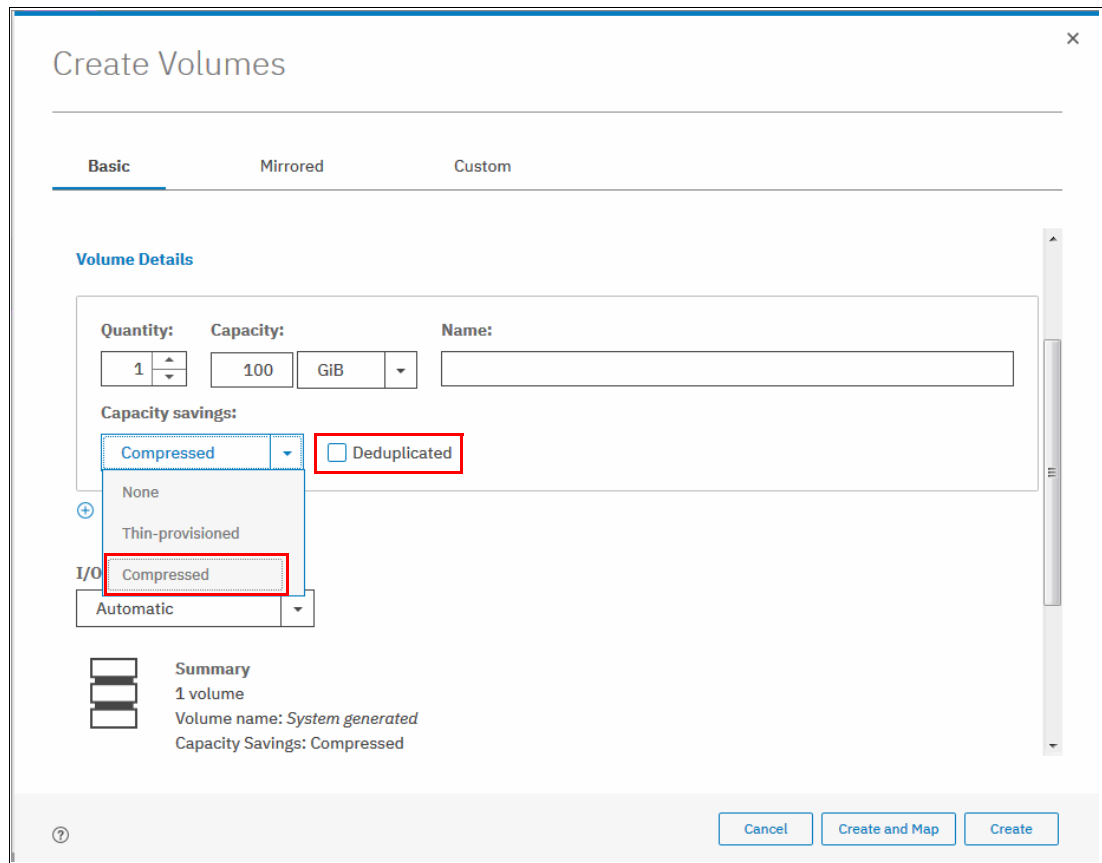 Create Volumes
Basic Mirrored Custom
Volume Details
Quantity: Capacity: Name:
1 100 GiB
Capacity savings:
Compressed Deduplicated
None
Thin-provisioned
Compressed
I/O
Automatic
Summary
1 volume
Volume name: System generated
Capacity Savings: Compressed
Cancel Create and Map Create